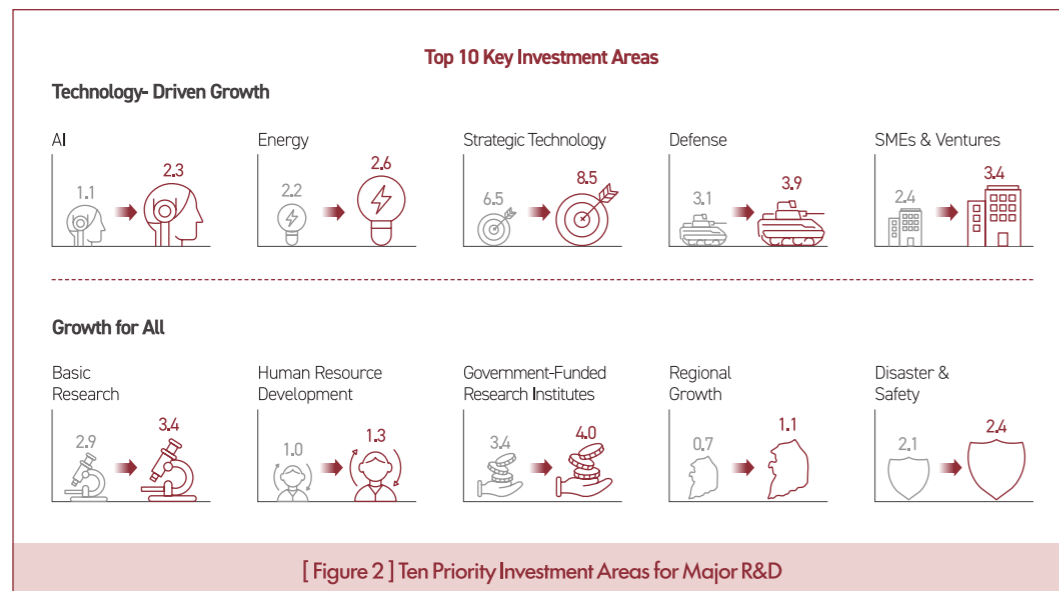 Top 10 Key Investment Areas
Technology- Driven Growth
AI
1.1
2.3
Energy
2.2
2.6
Strategic Technology
6.5
8.5
Defense
3.1
3.9
SMEs & Ventures
2.4
3.4
Growth for All
Basic
Research
2.9
3.4
Human Resource
Development
1.0
1.3
Government-Funded
Research Institutes
3.4
4.0
Regional
Growth
0.7
1.1
Disaster &
Safety
2.1
2.4
[ Figure 2 ] Ten Priority Investment Areas for Major R&D